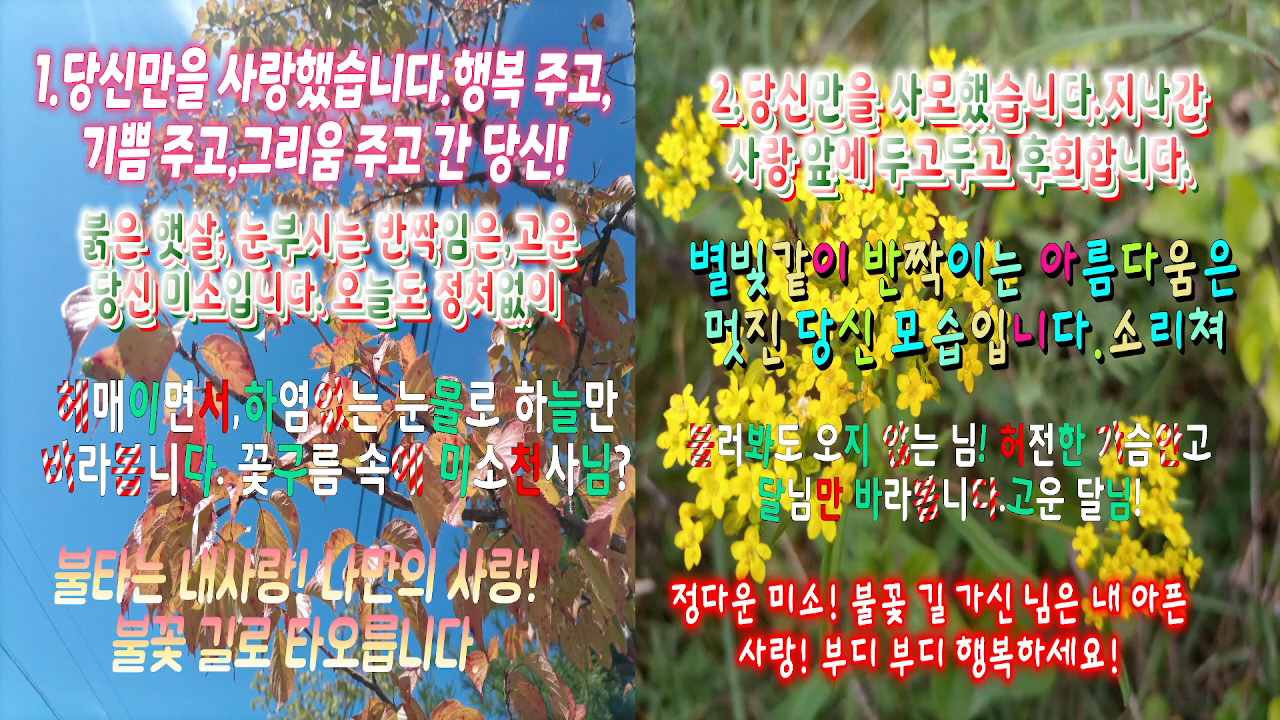 1.당신만을 사랑했습니다.행복 주고,
기쁨 주고,그리움 주고 간 당신!
붉은 햇살, 눈부시는 반짝임은,고운
당신 미소입니다. 오늘도 정처없이
헤매이면서,하염있는 눈물로 하늘만
바라봅니다. 꽃구름 속에 미소천사님?
불타는 내사랑! 나만의 사랑!
불꽃 길로 타오릅니다
2.당신만을 사모했습니다.지나간
사랑 앞에 두고두고 후회합니다.
별빛같이 반짝이는 아름다움은
멋진 당신 모습입니다.소리쳐
불러봐도 오지 않는 님! 허전한 가슴안고
달님만 바라봅니다.고운 달님!
정다운 미소! 불꽃 길 가신 님은 내 아픈
사랑! 부디 부디 행복하세요!